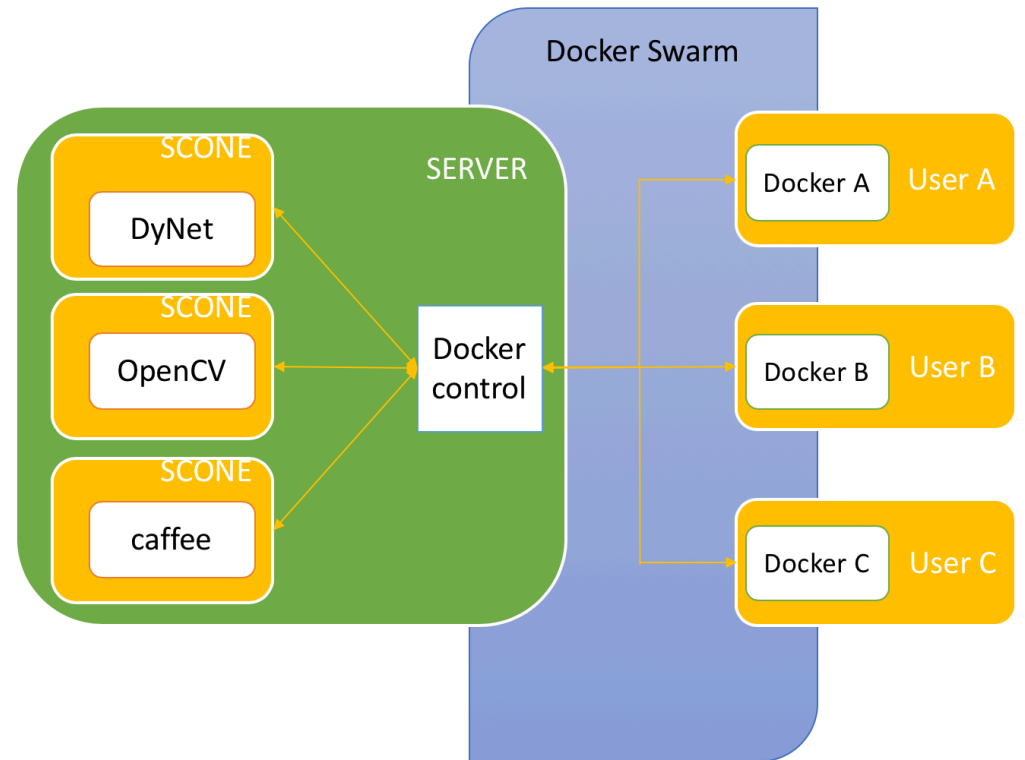 Docker Swarm
SERVER
SCONE
DyNet
SCONE
OpenCV
SCONE
caffee
Docker
control
Docker A
User A
Docker B
User B
Docker C
User C